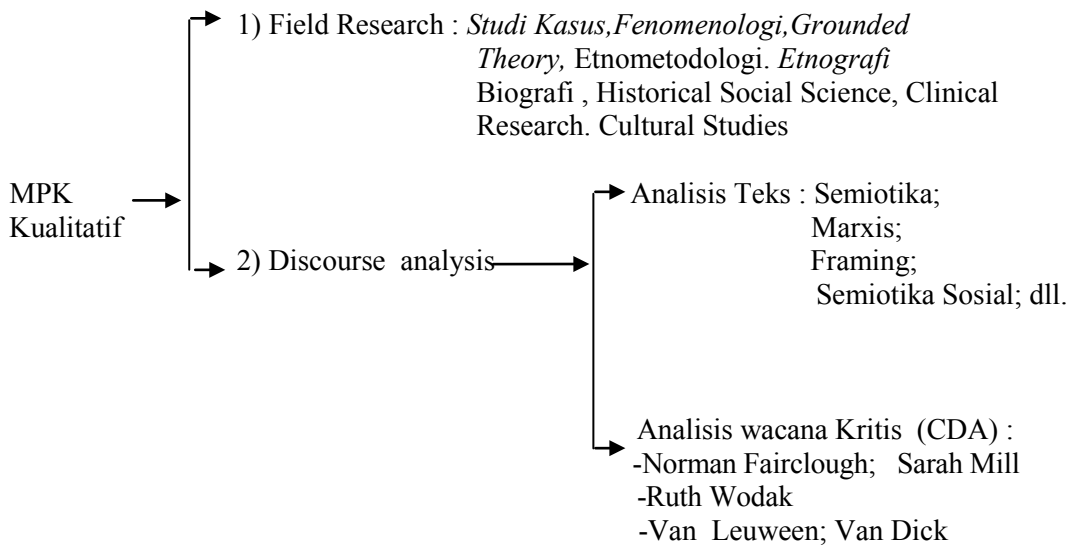 1) Field Research : Studi Kasus,Fenomenologi,Grounded
Theory, Etnometodologi. Etnografi
Biografi , Historical Social Science, Clinical
Research. Cultural Studies
MPK
Kualitatif
2) Discourse analysis
Analisis Teks : Semiotika;
Marxis;
Framing;
Semiotika Sosial; dll.
Analisis wacana Kritis (CDA) :
-Norman Fairclough; Sarah Mill
-Ruth Wodak
-Van Leuween; Van Dick